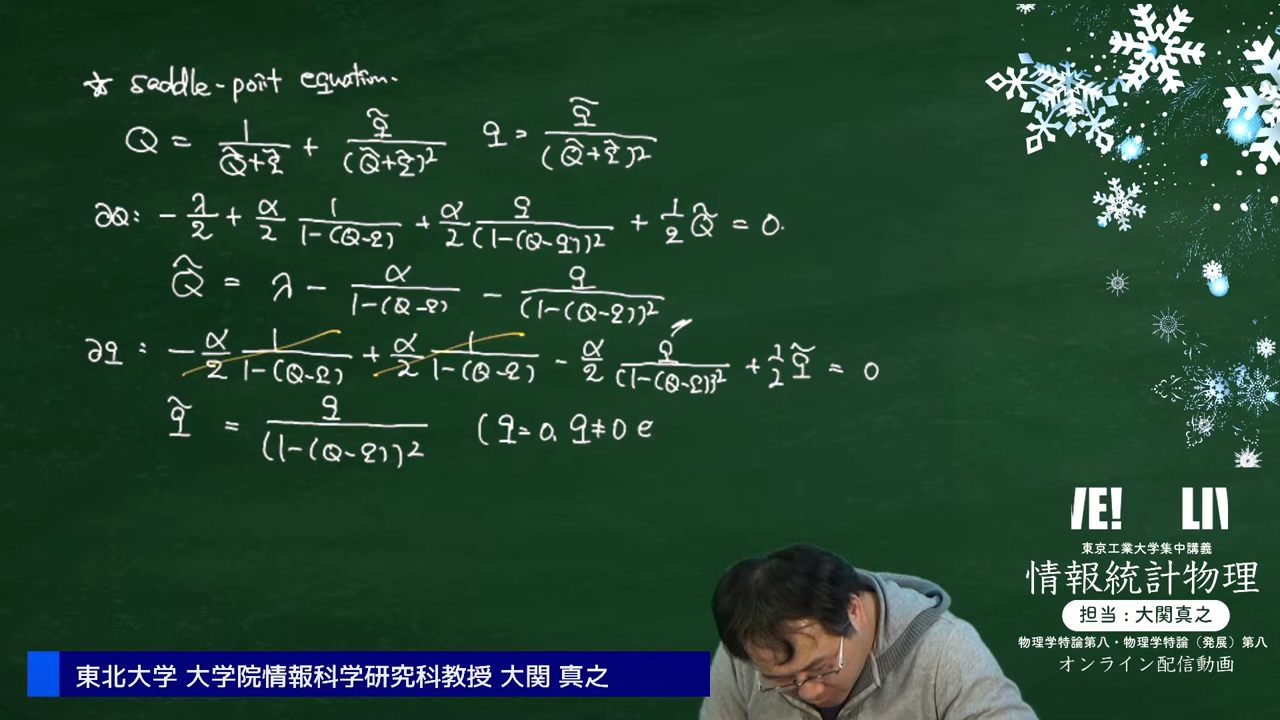 ☆ saddle-point equation.
Q = 1/(Q̃+q̃) + q̃/(Q̃+q̃)² q = q̃/(Q̃+q̃)²
∂Q: -λ/2 + α/2 1/(1-(Q-q)) + α/2 q/(1-(Q-q))² + 1/2 Q̃ = 0.
Q̃ = λ - α/(1-(Q-q)) - q/(1-(Q-q))²
∂q: -α/2 1/(1-(Q-q)) + α/2 1/(1-(Q-q)) - α/2 q/(1-(Q-q))² + 1/2 q̃ = 0
q̃ = q/(1-(Q-q))² (q=0, q≠0 e
VE! LIV
東京工業大学集中講義
情報統計物理
担当:大関真之
物理学特論第八・物理学特論(発展)第八
オンライン配信動画
東北大学 大学院情報科学研究科教授 大関 真之